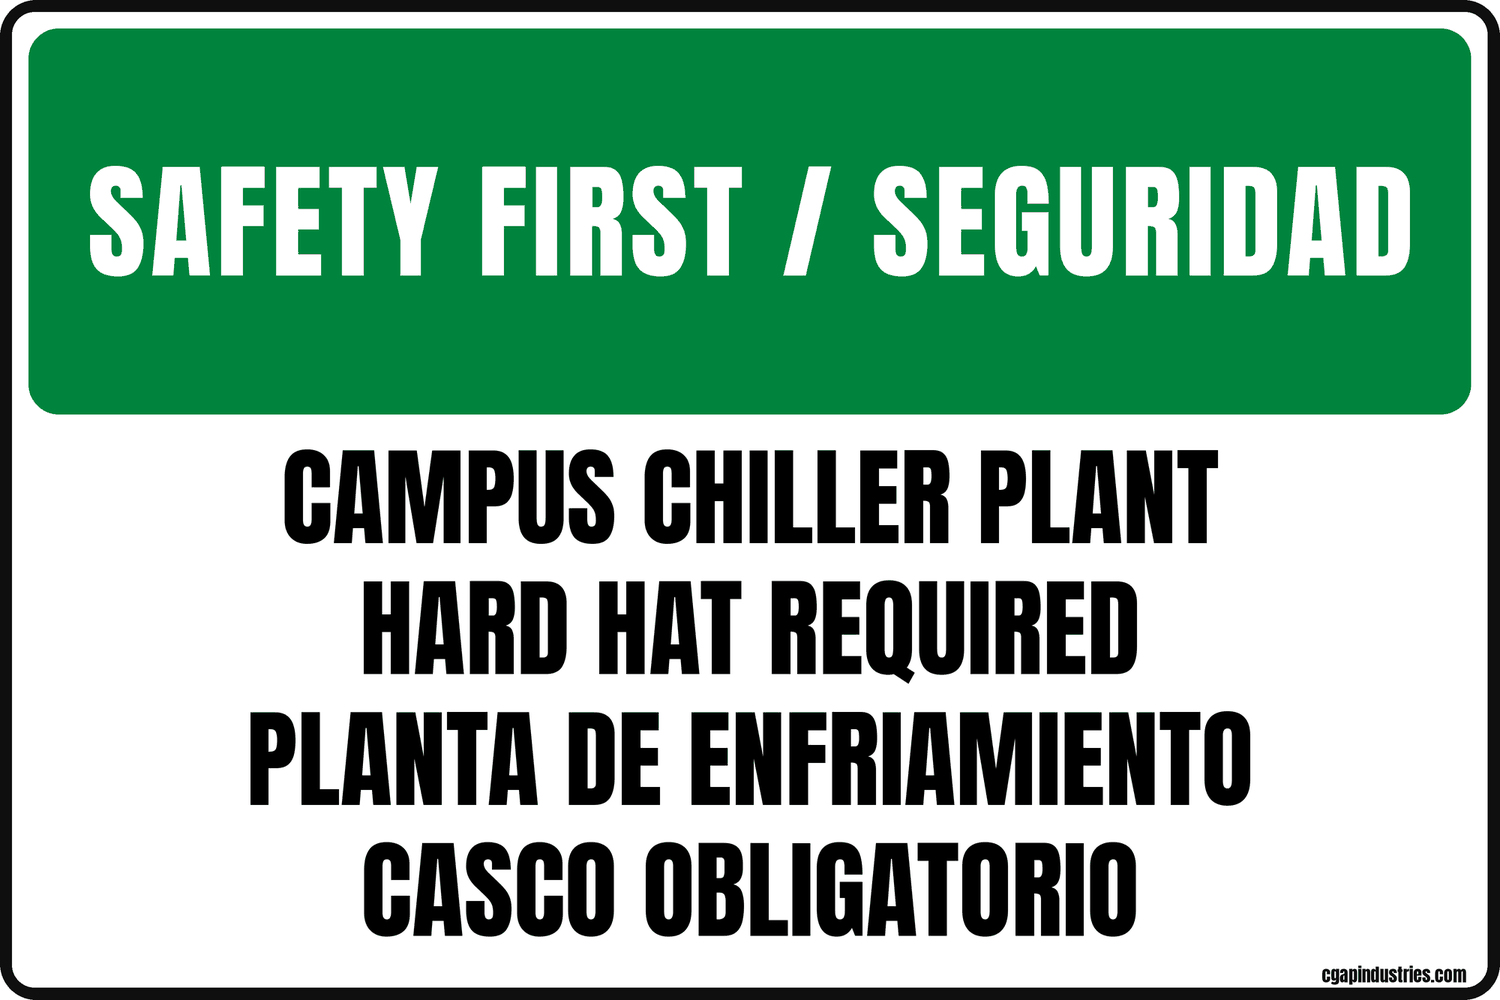 SAFETY FIRST / SEGURIDAD
CAMPUS CHILLER PLANT
HARD HAT REQUIRED
PLANTA DE ENFRIAMIENTO
CASCO OBLIGATORIO
cgapindustries.com